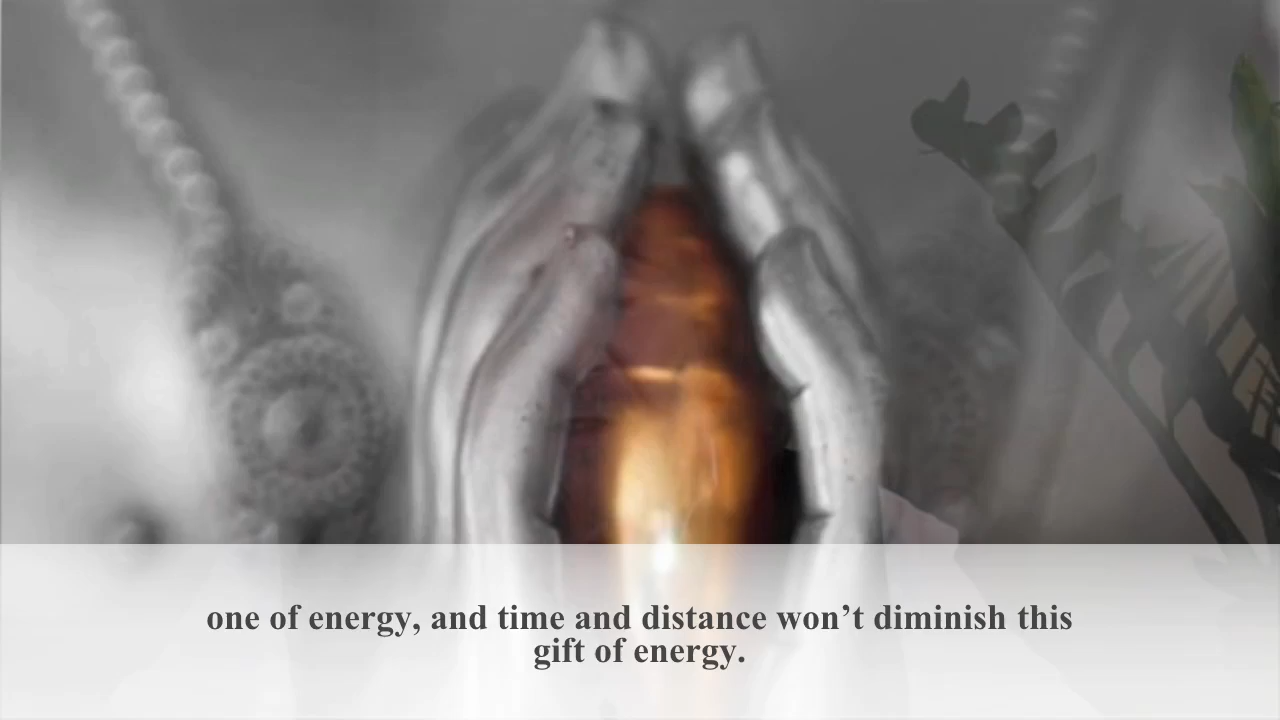 one of energy, and time and distance won’t diminish this
gift of energy.